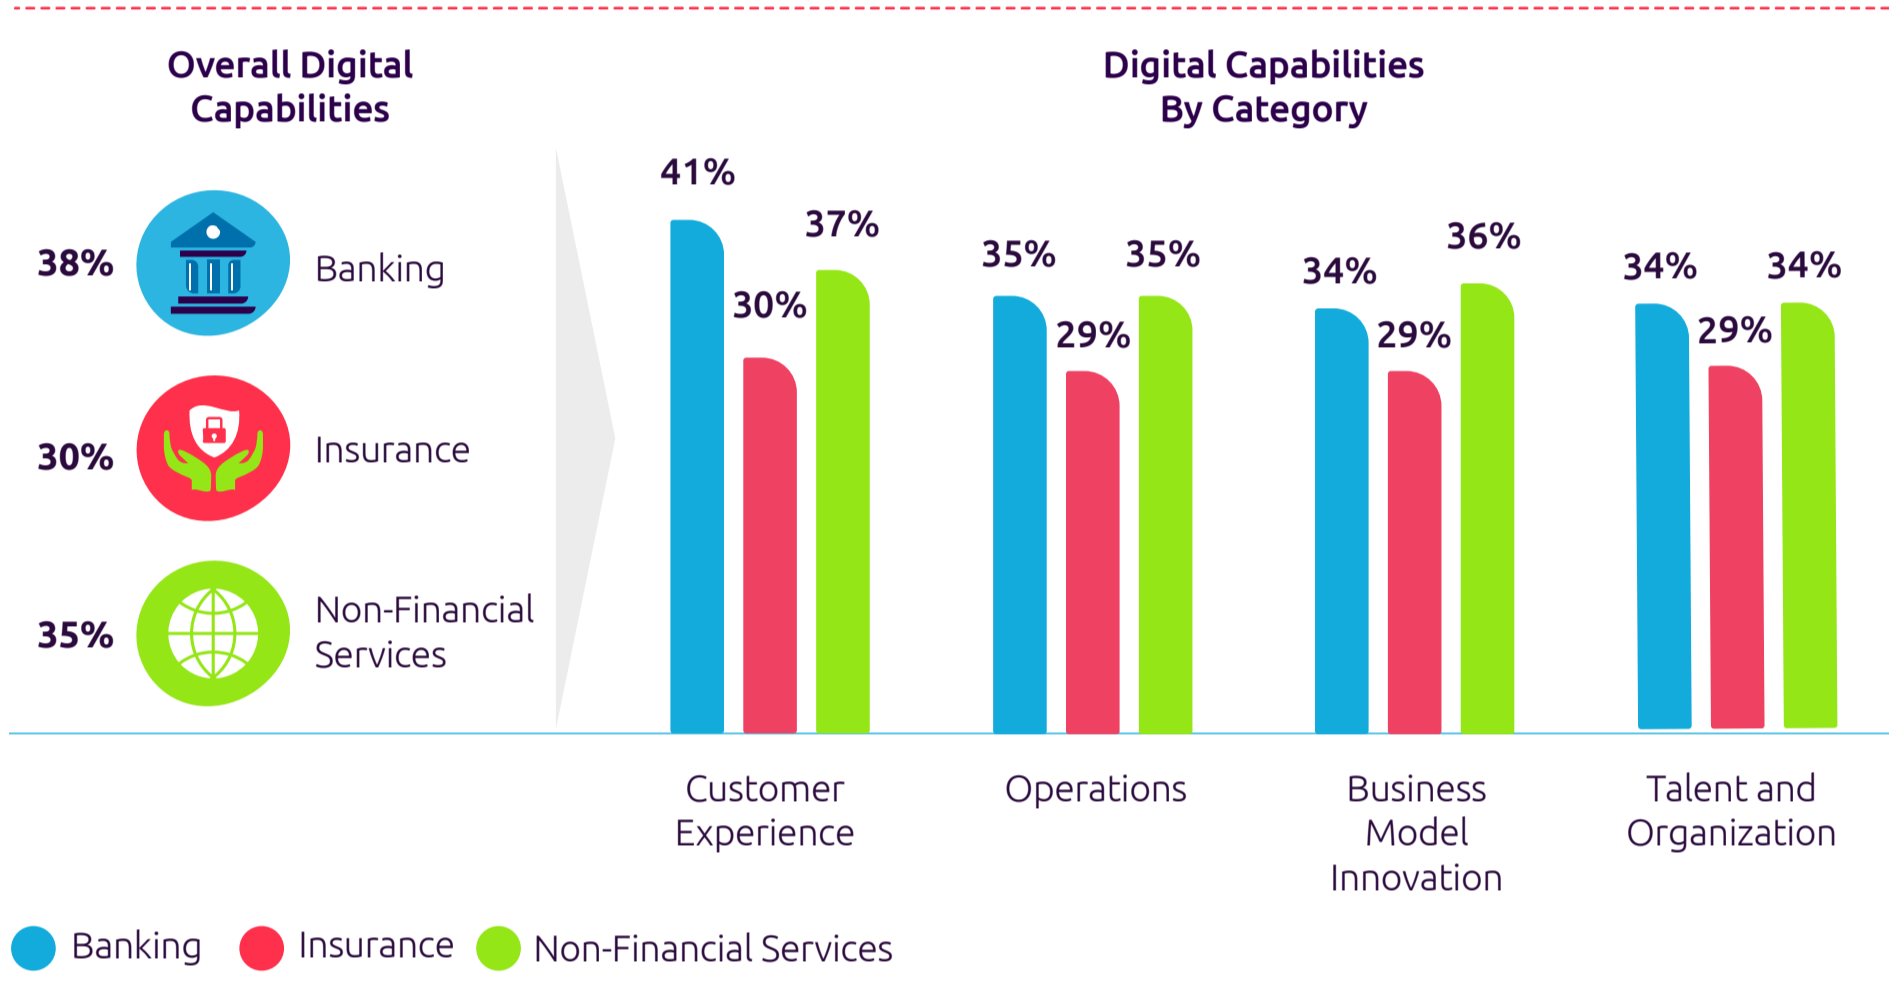 Overall Digital
Capabilities
38%
Banking
30%
Insurance
35%
Non-Financial
Services
Digital Capabilities
By Category
41%
30%
37%
35%
29%
35%
34%
29%
36%
34%
29%
34%
Customer
Experience
Operations
Business
Model
Innovation
Talent and
Organization
Banking
Insurance
Non-Financial Services